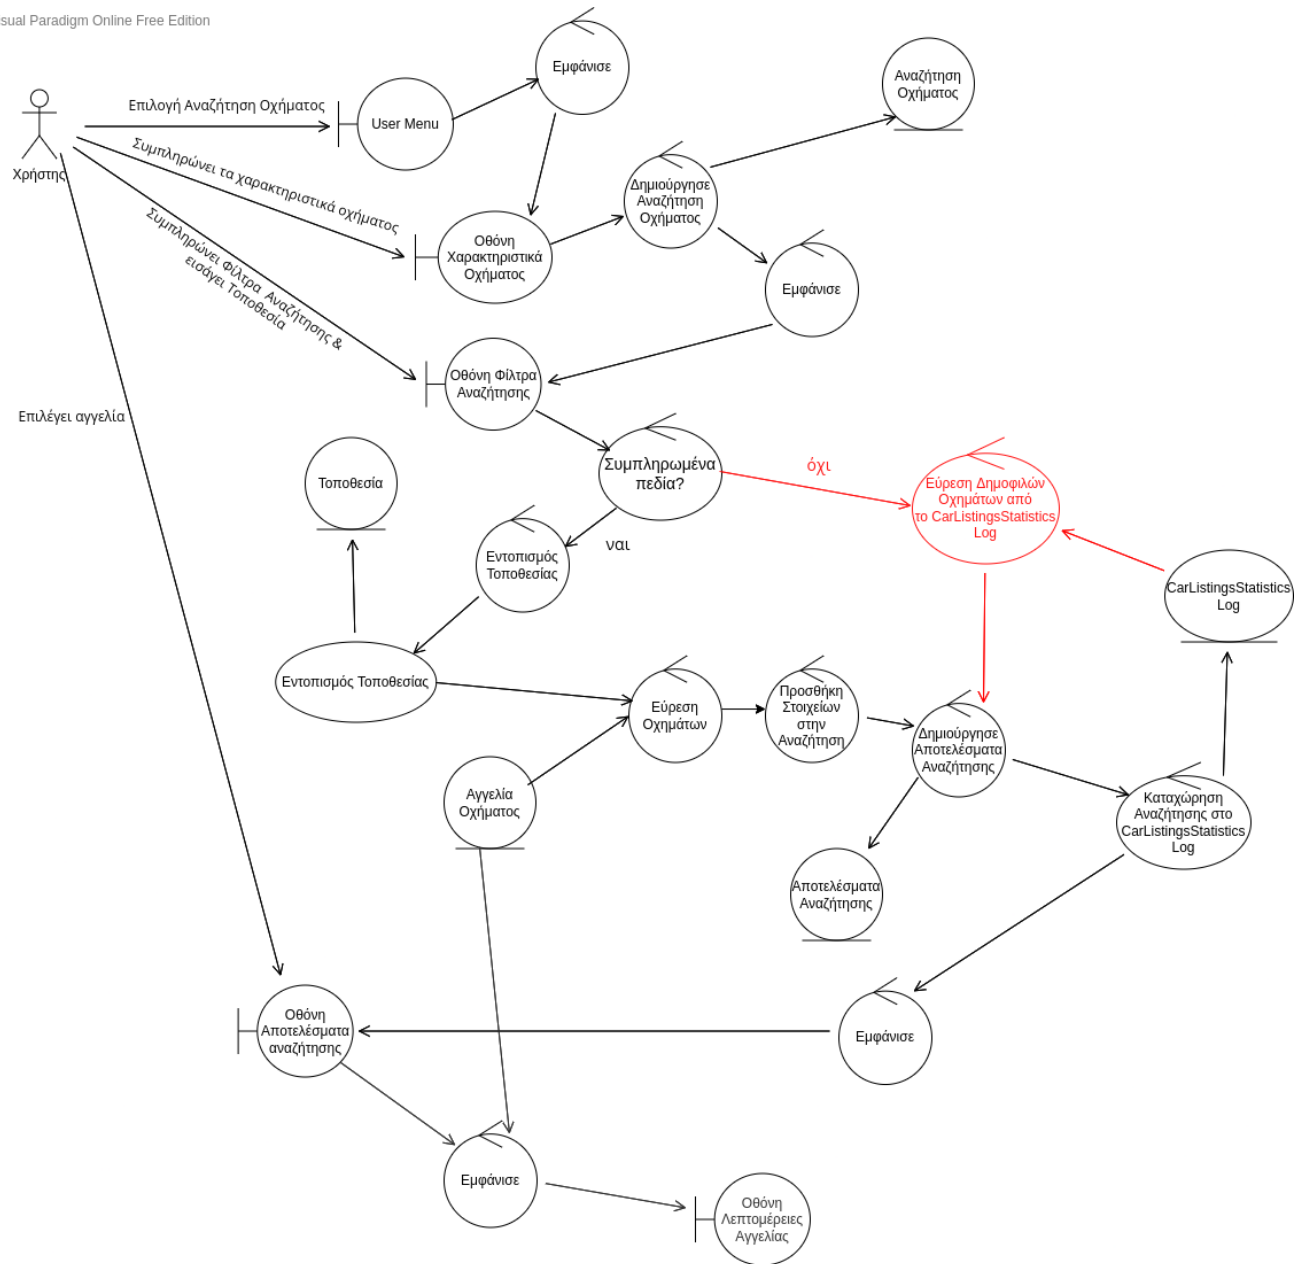 sual Paradigm Online Free Edition
Εμφάνισε
Αναζήτηση
Οχήματος
Επιλογή Αναζήτηση Οχήματος
User Menu
Χρήστης
Συμπληρώνει τα χαρακτηριστικά οχήματος
Δημιούργησε
Αναζήτηση
Οχήματος
Οθόνη
Χαρακτηριστικά
Οχήματος
Συμπληρώνει Φίλτρα Αναζήτησης &
εισάγει Τοποθεσία
Εμφάνισε
Οθόνη Φίλτρα
Αναζήτησης
Επιλέγει αγγελία
Συμπληρωμένα
πεδία?
όχι
Τοποθεσία
Εύρεση Δημοφιλών
Οχημάτων από
το CarListingsStatistics
Log
ναι
Εντοπισμός
Τοποθεσίας
CarListingsStatistics
Log
Εντοπισμός Τοποθεσίας
Εύρεση
Οχημάτων
Προσθήκη
Στοιχείων
στην
Αναζήτηση
Δημιούργησε
Αποτελέσματα
Αναζήτησης
Αγγελία
Οχήματος
Καταχώρηση
Αναζήτησης στο
CarListingsStatistics
Log
Αποτελέσματα
Αναζήτησης
Οθόνη
Αποτελέσματα
αναζήτησης
Εμφάνισε
Εμφάνισε
Οθόνη
Λεπτομέρειες
Αγγελίας